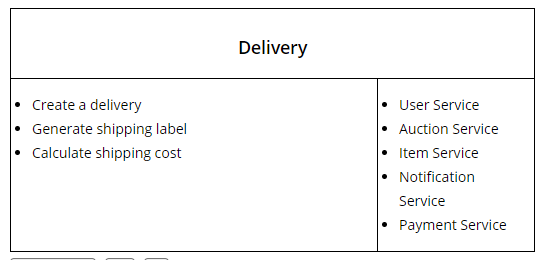 Delivery
Create a delivery
Generate shipping label
Calculate shipping cost
User Service
Auction Service
Item Service
Notification
Service
Payment Service